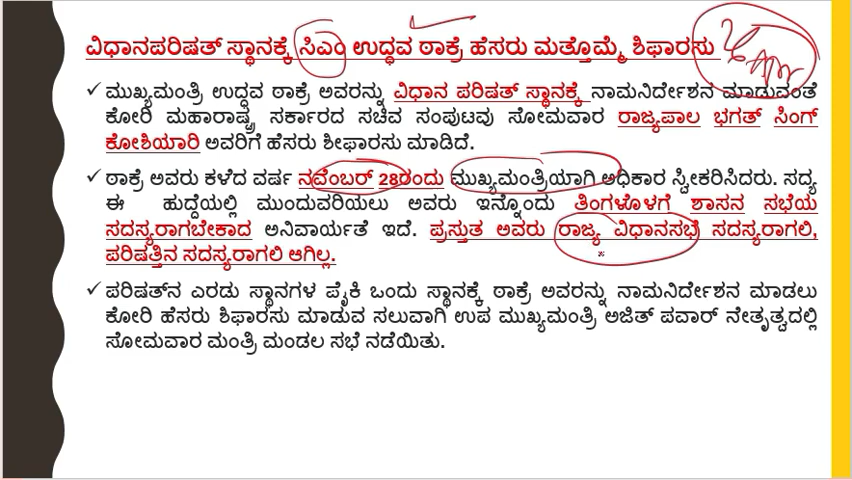 ವಿಧಾನಪರಿಷತ್ ಸ್ಥಾನಕ್ಕೆ ಸಿಎಂ ಉದ್ಧವ ಠಾಕ್ರೆ ಹೆಸರು ಮತ್ತೊಮ್ಮೆ ಶಿಫಾರಸು
✓ ಮುಖ್ಯಮಂತ್ರಿ ಉದ್ಧವ ಠಾಕ್ರೆ ಅವರನ್ನು ವಿಧಾನ ಪರಿಷತ್ ಸ್ಥಾನಕ್ಕೆ ನಾಮನಿರ್ದೇಶನ ಮಾಡುವಂತೆ
ಕೋರಿ ಮಹಾರಾಷ್ಟ್ರ ಸರ್ಕಾರದ ಸಚಿವ ಸಂಪುಟವು ಸೋಮವಾರ ರಾಜ್ಯಪಾಲ ಭಗತ್ ಸಿಂಗ್
ಕೋಶಿಯಾರಿ ಅವರಿಗೆ ಹೆಸರು ಶೀಫಾರಸು ಮಾಡಿದೆ.
✓ ಠಾಕ್ರೆ ಅವರು ಕಳೆದ ವರ್ಷ ನವೆಂಬರ್ 28ರಂದು ಮುಖ್ಯಮಂತ್ರಿಯಾಗಿ ಅಧಿಕಾರ ಸ್ವೀಕರಿಸಿದರು. ಸದ್ಯ
ಈ ಹುದ್ದೆಯಲ್ಲಿ ಮುಂದುವರಿಯಲು ಅವರು ಇನ್ನೊಂದು ತಿಂಗಳೊಳಗೆ ಶಾಸನ ಸಭೆಯ
ಸದಸ್ಯರಾಗಬೇಕಾದ ಅನಿವಾರ್ಯತೆ ಇದೆ. ಪ್ರಸ್ತುತ ಅವರು ರಾಜ್ಯ ವಿಧಾನಸಭೆ ಸದಸ್ಯರಾಗಲಿ,
ಪರಿಷತ್ತಿನ ಸದಸ್ಯರಾಗಲಿ ಆಗಿಲ್ಲ.
✓ ಪರಿಷತ್‌ನ ಎರಡು ಸ್ಥಾನಗಳ ಪೈಕಿ ಒಂದು ಸ್ಥಾನಕ್ಕೆ ಠಾಕ್ರೆ ಅವರನ್ನು ನಾಮನಿರ್ದೇಶನ ಮಾಡಲು
ಕೋರಿ ಹೆಸರು ಶಿಫಾರಸು ಮಾಡುವ ಸಲುವಾಗಿ ಉಪ ಮುಖ್ಯಮಂತ್ರಿ ಅಜಿತ್ ಪವಾರ್ ನೇತೃತ್ವದಲ್ಲಿ
ಸೋಮವಾರ ಮಂತ್ರಿ ಮಂಡಲ ಸಭೆ ನಡೆಯಿತು.